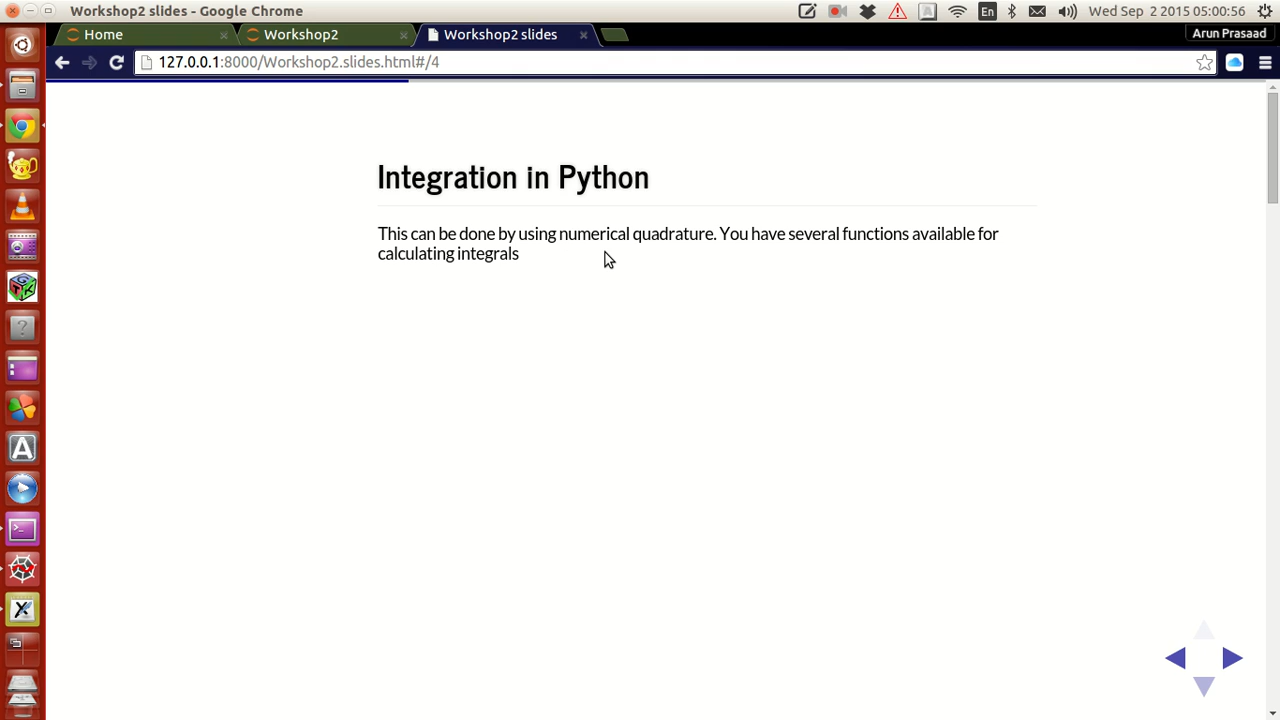 Workshop2 slides - Google Chrome
En
Wed Sep 2 2015 05:00:56
Home
Workshop2
Workshop2 slides
Arun Prasaad
127.0.0.1:8000/Workshop2.slides.html#/4
Integration in Python
This can be done by using numerical quadrature. You have several functions available for
calculating integrals